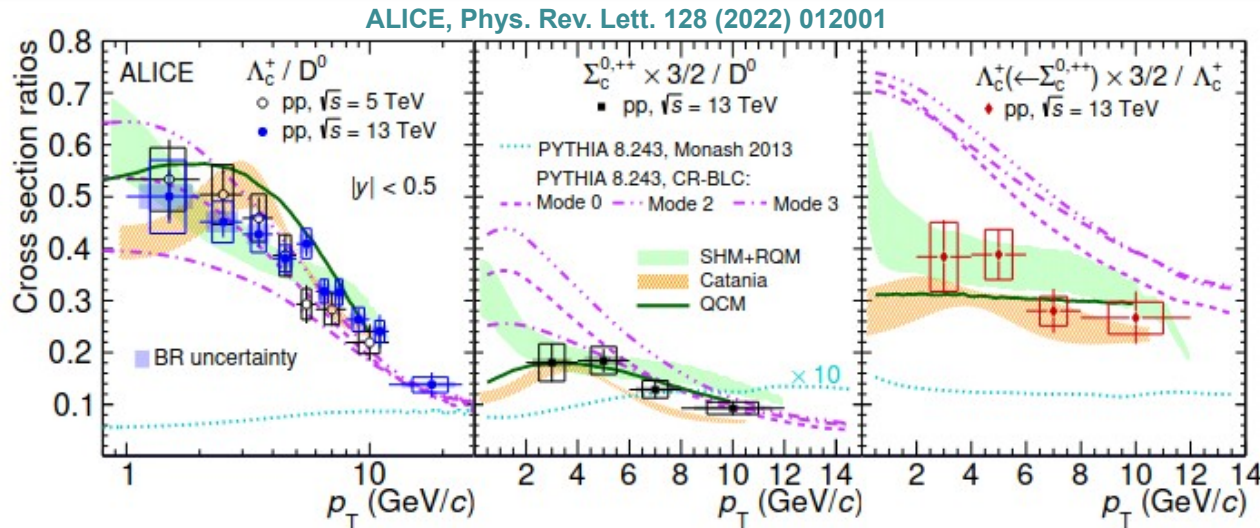 ALICE, Phys. Rev. Lett. 128 (2022) 012001
Cross section ratios
0.8
0.7
0.6
0.5
0.4
0.3
0.2
0.1
ALICE
Λc⁺ / D⁰
pp, √s = 5 TeV
pp, √s = 13 TeV
|y| < 0.5
BR uncertainty
1 10
pT (GeV/c)
Σc⁰,⁺⁺ × 3/2 / D⁰
pp, √s = 13 TeV
PYTHIA 8.243, Monash 2013
PYTHIA 8.243, CR-BLC:
Mode 0 Mode 2 Mode 3
SHM+RQM
Catania
QCM
× 10
2 4 6 8 10 12 14
pT (GeV/c)
Λc⁺(←Σc⁰,⁺⁺) × 3/2 / Λc⁺
pp, √s = 13 TeV
2 4 6 8 10 12 14
pT (GeV/c)